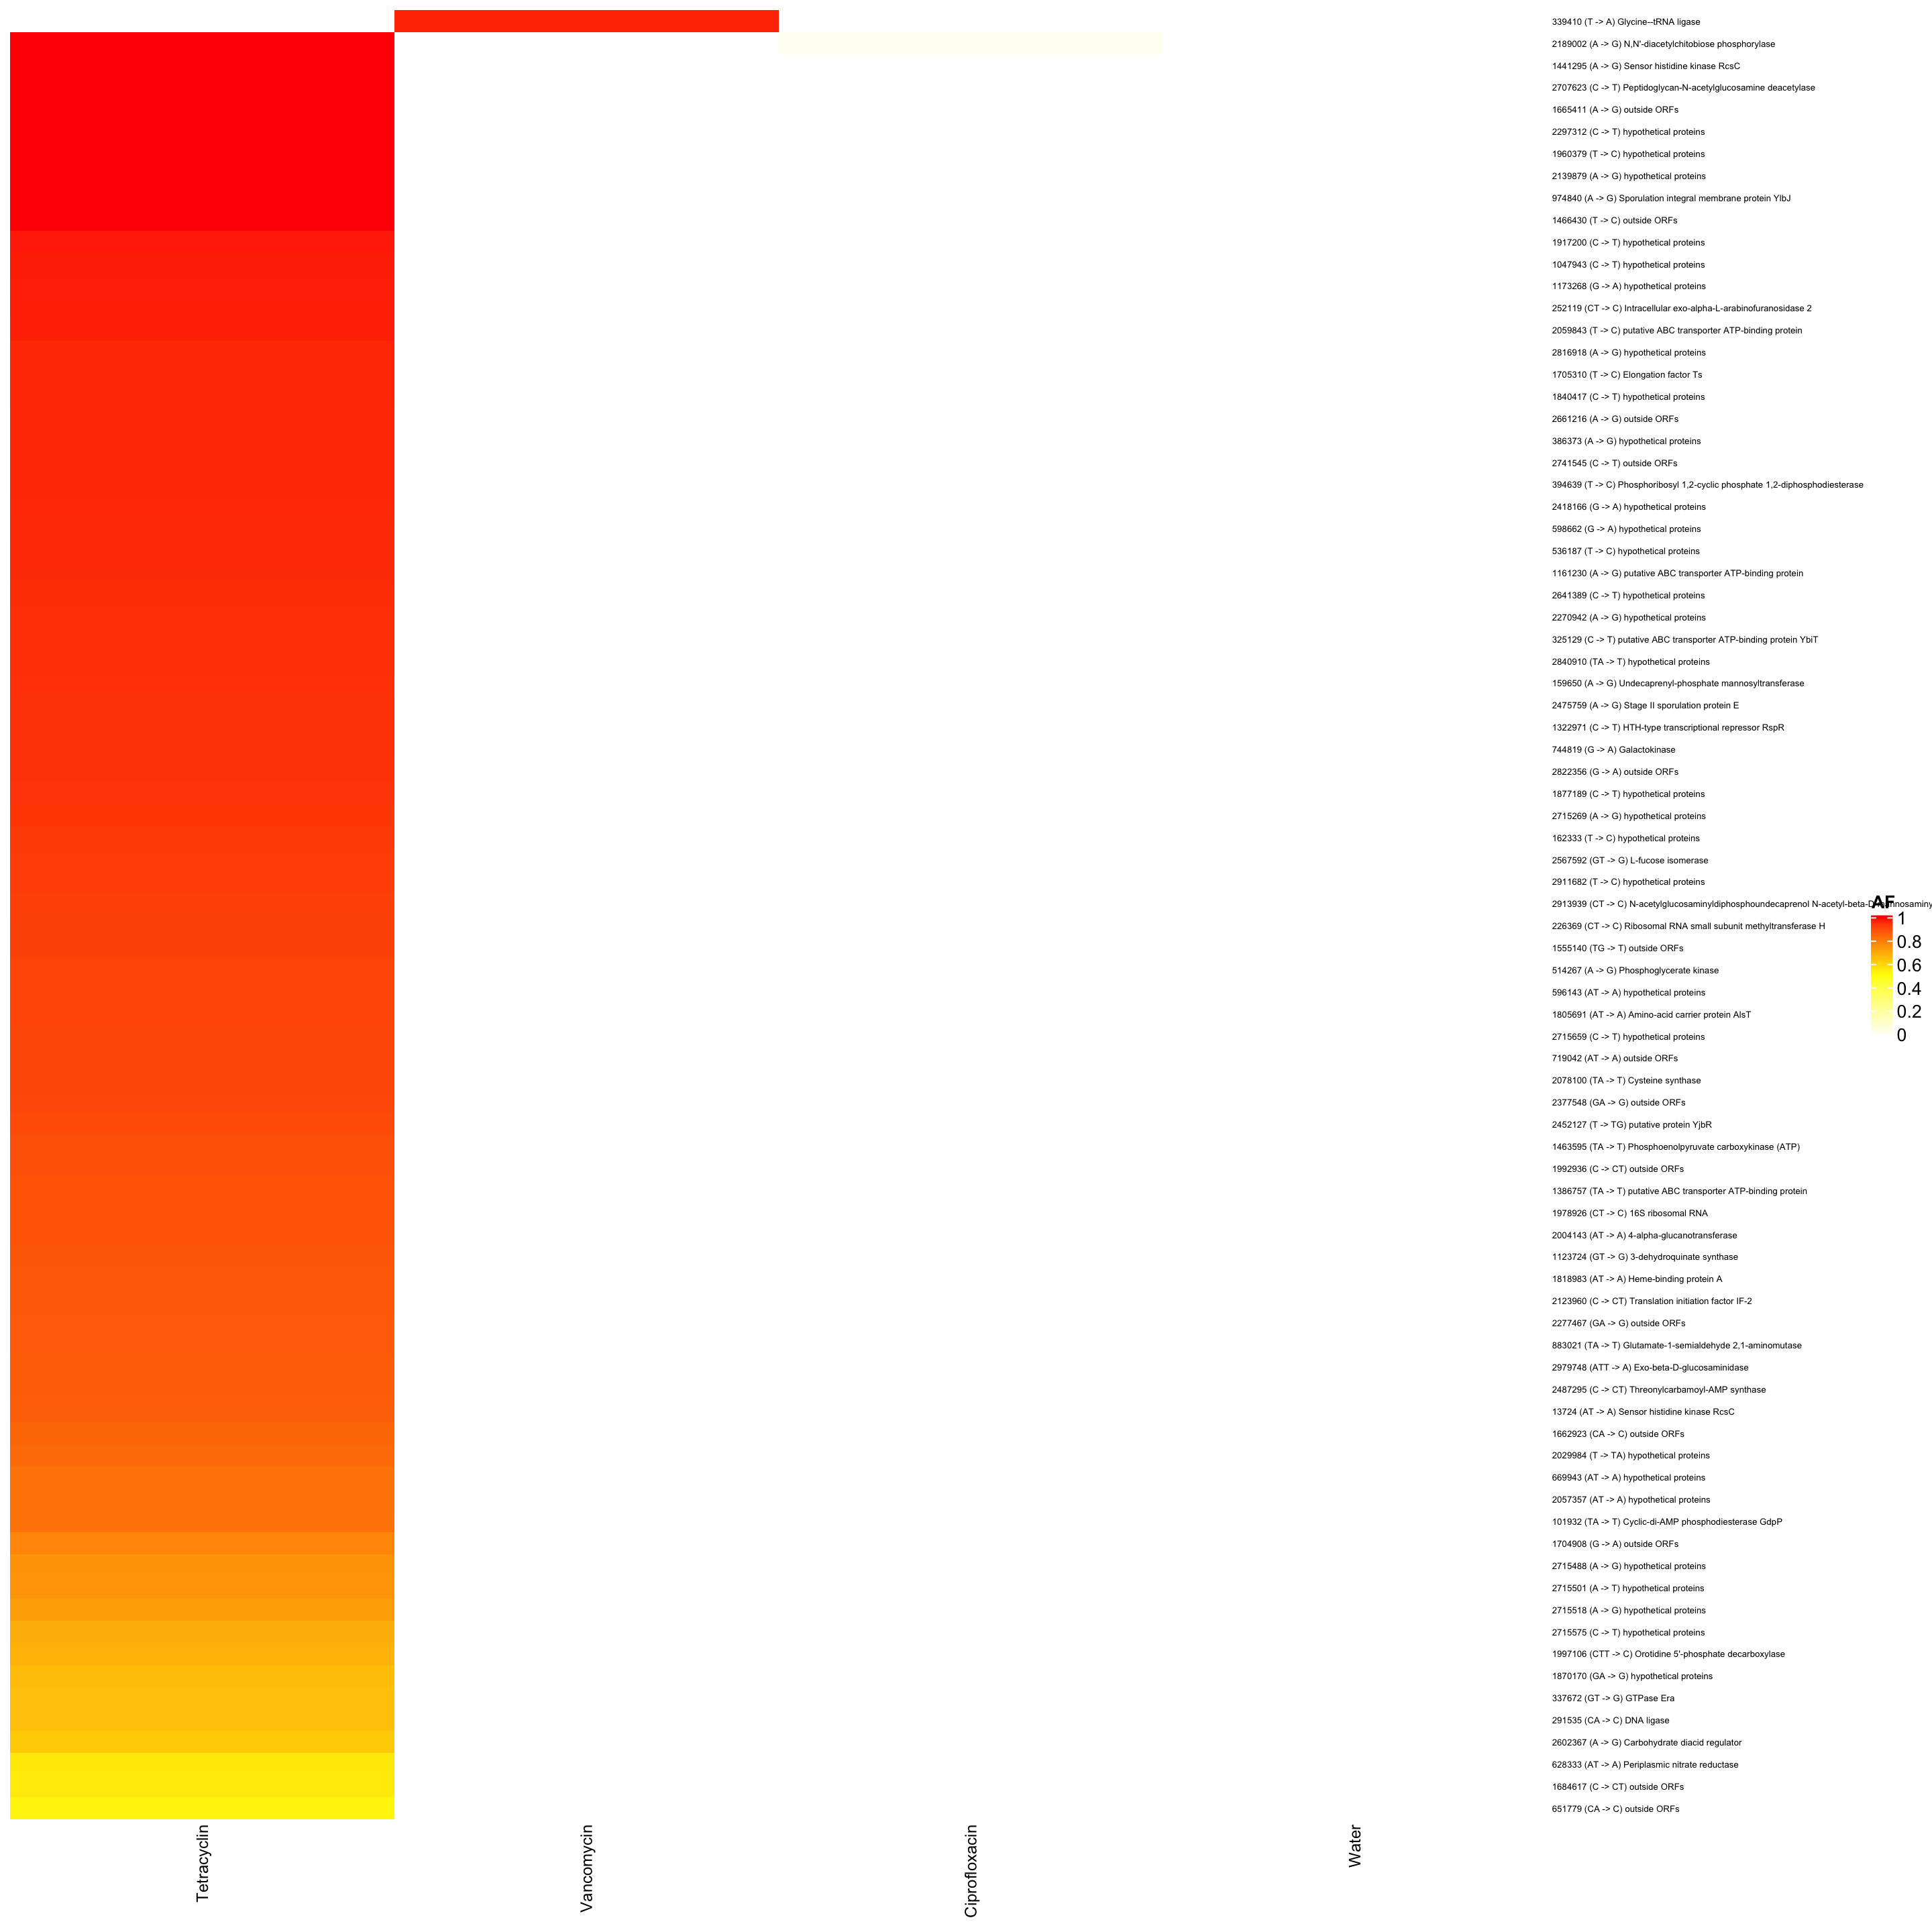 339410 (T -> A) Glycine--tRNA ligase
2189002 (A -> G) N,N'-diacetylchitobiose phosphorylase
1441295 (A -> G) Sensor histidine kinase RcsC
2707623 (C -> T) Peptidoglycan-N-acetylglucosamine deacetylase
1665411 (A -> G) outside ORFs
2297312 (C -> T) hypothetical proteins
1960379 (T -> C) hypothetical proteins
2139879 (A -> G) hypothetical proteins
974840 (A -> G) Sporulation integral membrane protein YlbJ
1466430 (T -> C) outside ORFs
1917200 (C -> T) hypothetical proteins
1047943 (C -> T) hypothetical proteins
1173268 (G -> A) hypothetical proteins
252119 (CT -> C) Intracellular exo-alpha-L-arabinofuranosidase 2
2059843 (T -> C) putative ABC transporter ATP-binding protein
2816918 (A -> G) hypothetical proteins
1705310 (T -> C) Elongation factor Ts
1840417 (C -> T) hypothetical proteins
2661216 (A -> G) outside ORFs
386373 (A -> G) hypothetical proteins
2741545 (C -> T) outside ORFs
394639 (T -> C) Phosphoribosyl 1,2-cyclic phosphate 1,2-diphosphodiesterase
2418166 (G -> A) hypothetical proteins
598662 (G -> A) hypothetical proteins
536187 (T -> C) hypothetical proteins
1161230 (A -> G) putative ABC transporter ATP-binding protein
2641389 (C -> T) hypothetical proteins
2270942 (A -> G) hypothetical proteins
325129 (C -> T) putative ABC transporter ATP-binding protein YbiT
2840910 (TA -> T) hypothetical proteins
159650 (A -> G) Undecaprenyl-phosphate mannosyltransferase
2475759 (A -> G) Stage II sporulation protein E
1322971 (C -> T) HTH-type transcriptional repressor RspR
744819 (G -> A) Galactokinase
2822356 (G -> A) outside ORFs
1877189 (C -> T) hypothetical proteins
2715269 (A -> G) hypothetical proteins
162333 (T -> C) hypothetical proteins
2567592 (GT -> G) L-fucose isomerase
2911682 (T -> C) hypothetical proteins
2913939 (CT -> C) N-acetylglucosaminyldiphosphoundecaprenol
226369 (CT -> C) Ribosomal RNA small subunit methyltransferase H
1555140 (TG -> T) outside ORFs
514267 (A -> G) Phosphoglycerate kinase
596143 (AT -> A) hypothetical proteins
1805691 (AT -> A) Amino-acid carrier protein AlsT
2715659 (C -> T) hypothetical proteins
719042 (AT -> A) outside ORFs
2078100 (TA -> T) Cysteine synthase
2377548 (GA -> G) outside ORFs
2452127 (T -> TG) putative protein YjbR
1463595 (TA -> T) Phosphoenolpyruvate carboxykinase (ATP)
1992936 (C -> CT) outside ORFs
1386757 (TA -> T) putative ABC transporter ATP-binding protein
1978926 (CT -> C) 16S ribosomal RNA
2004143 (AT -> A) 4-alpha-glucanotransferase
1123724 (GT -> G) 3-dehydroquinate synthase
1818983 (AT -> A) Heme-binding protein A
2123960 (C -> CT) Translation initiation factor IF-2
2277467 (GA -> G) outside ORFs
883021 (TA -> T) Glutamate-1-semialdehyde 2,1-aminomutase
2979748 (ATT -> A) Exo-beta-D-glucosaminidase
2487295 (C -> CT) Threonylcarbamoyl-AMP synthase
13724 (AT -> A) Sensor histidine kinase RcsC
1662923 (CA -> C) outside ORFs
2029984 (T -> TA) hypothetical proteins
669943 (AT -> A) hypothetical proteins
2057357 (AT -> A) hypothetical proteins
101932 (TA -> T) Cyclic-di-AMP phosphodiesterase GdpP
1704908 (G -> A) outside ORFs
2715488 (A -> G) hypothetical proteins
2715501 (A -> T) hypothetical proteins
2715518 (A -> G) hypothetical proteins
2715575 (C -> T) hypothetical proteins
1997106 (CTT -> C) Orotidine 5'-phosphate decarboxylase
1870170 (GA -> G) hypothetical proteins
337672 (GT -> G) GTPase Era
291535 (CA -> C) DNA ligase
2602367 (A -> G) Carbohydrate diacid regulator
628333 (AT -> A) Periplasmic nitrate reductase
1684617 (C -> CT) outside ORFs
651779 (CA -> C) outside ORFs
AF
1
0.8
0.6
0.4
0.2
0
Tetracyclin
Vancomycin
Ciprofloxacin
Water